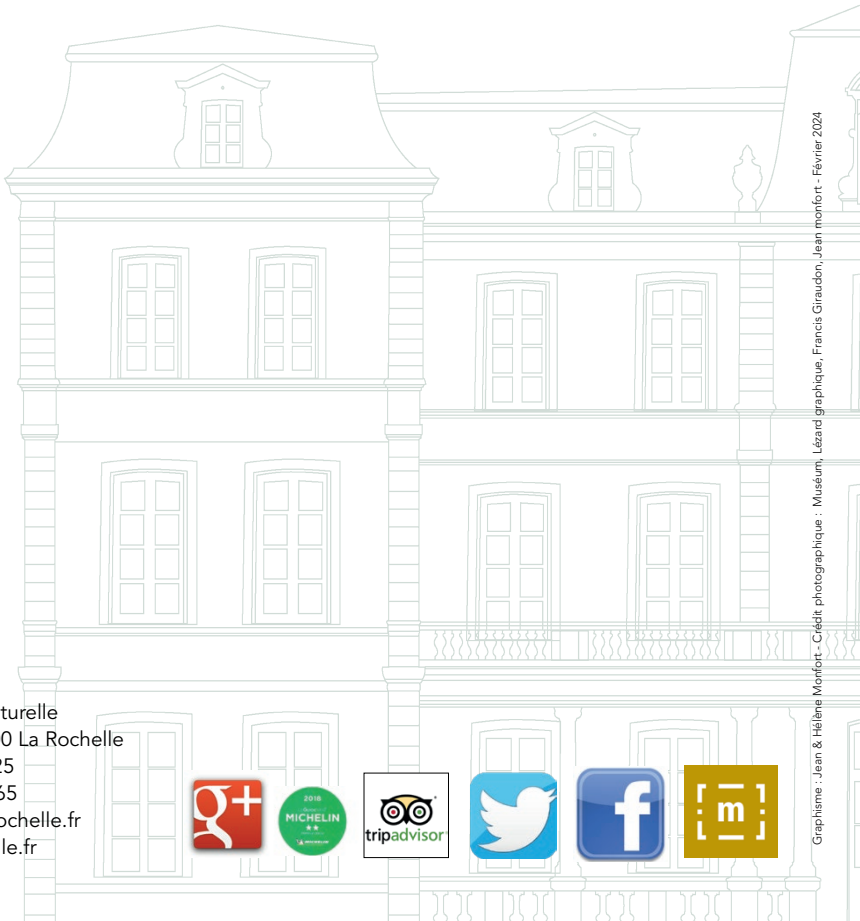 turelle
0 La Rochelle
25
65
ochelle.fr
le.fr
g+
2018
MICHELIN
tripadvisor
f
[m]
Graphisme : Jean & Hélène Monfort - Crédit photographique : Muséum, Lézard graphique, Francis Giraudon, Jean monfort - Février 2024